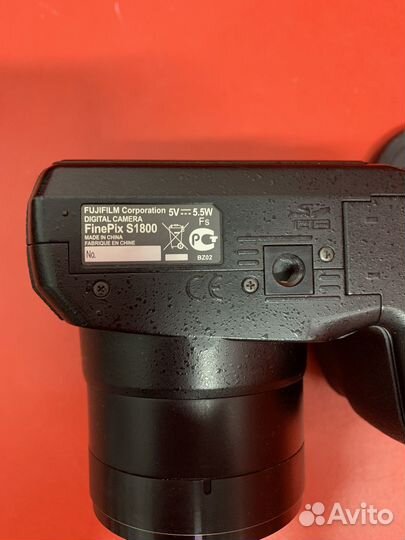 FUJIFILM Corporation 5V⎓5.5W
DIGITAL CAMERA Fs
FinePix S1800
MADE IN CHINA
FABRIQUE EN CHINE
No.
BZ02
CE
Avito